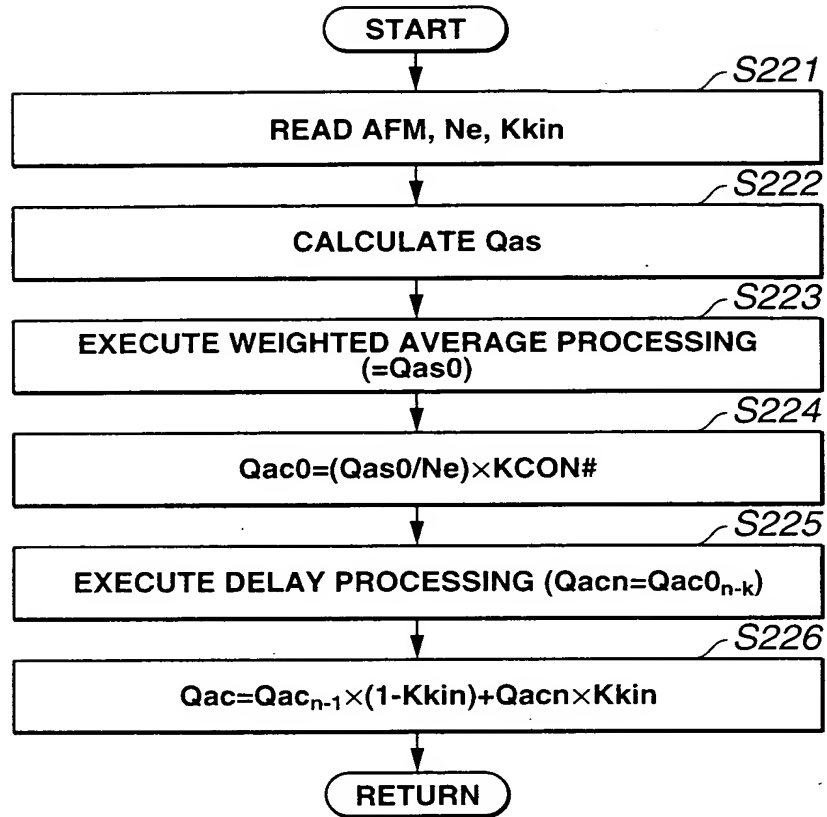 START
S221
READ AFM, Ne, Kkin
S222
CALCULATE Qas
S223
EXECUTE WEIGHTED AVERAGE PROCESSING
(=Qas0)
S224
Qac0=(Qas0/Ne)×KCON#
S225
EXECUTE DELAY PROCESSING (Qacn=Qac0n-k)
S226
Qac=Qacn-1×(1-Kkin)+Qacn×Kkin
RETURN